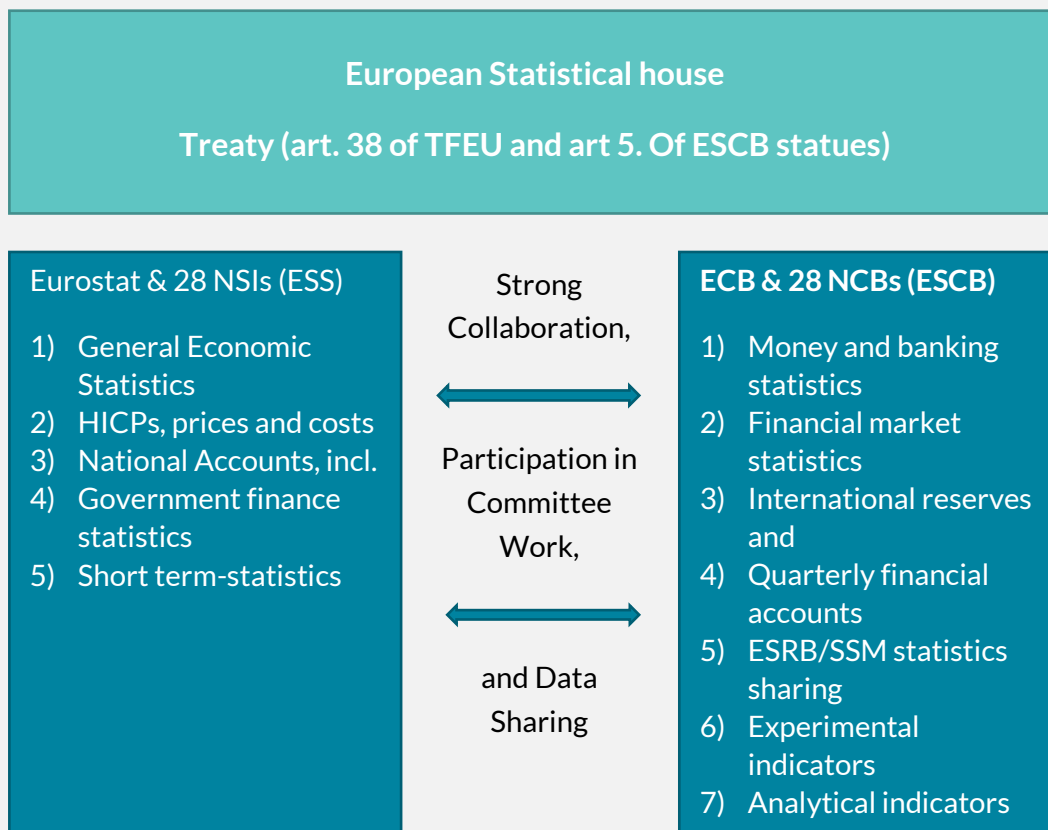 European Statistical house
Treaty (art. 38 of TFEU and art 5. Of ESCB statues)
Eurostat & 28 NSIs (ESS)
1) General Economic
Statistics
2) HICPs, prices and costs
3) National Accounts, incl.
4) Government finance
statistics
5) Short term-statistics
Strong
Collaboration,
Participation in
Committee
Work,
and Data
Sharing
ECB & 28 NCBs (ESCB)
1) Money and banking
statistics
2) Financial market
statistics
3) International reserves
and
4) Quarterly financial
accounts
5) ESRB/SSM statistics
sharing
6) Experimental
indicators
7) Analytical indicators